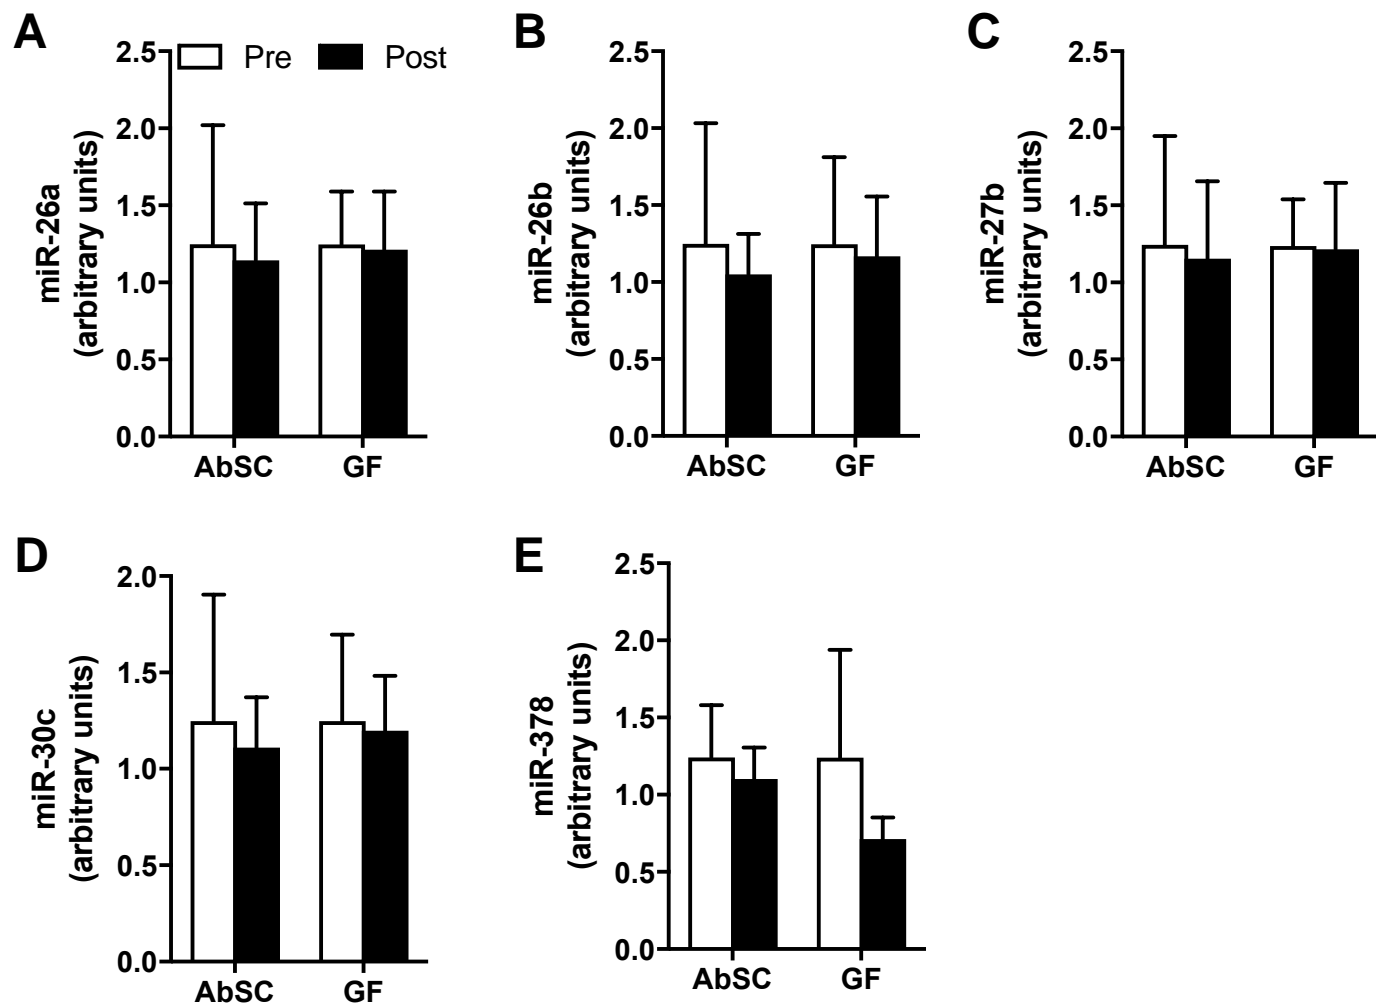 A
Pre Post
miR-26a
(arbitrary units)
2.5
2.0
1.5
1.0
0.5
0.0
AbSC GF
B
miR-26b
(arbitrary units)
2.5
2.0
1.5
1.0
0.5
0.0
AbSC GF
C
miR-27b
(arbitrary units)
2.5
2.0
1.5
1.0
0.5
0.0
AbSC GF
D
miR-30c
(arbitrary units)
2.0
1.5
1.0
0.5
0.0
AbSC GF
E
miR-378
(arbitrary units)
2.5
2.0
1.5
1.0
0.5
0.0
AbSC GF